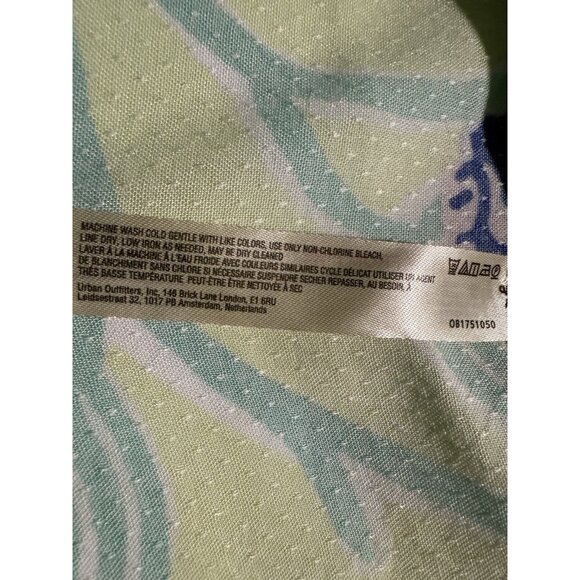 MACHINE WASH COLD GENTLE WITH LIKE COLORS, USE ONLY NON-CHLORINE BLEACH,
LINE DRY, LOW IRON AS NEEDED, MAY BE DRY CLEANED
LAVER À LA MACHINE À L'EAU FROIDE AVEC COULEURS SIMILAIRES CYCLE DÉLICAT UTILISER UN AGENT
DE BLANCHIMENT SANS CHLORE SI NÉCESSAIRE SUSPENDRE SECHER REPASSER, AU BESOIN, À
THÈS BASSE TEMPÉRATURE PEUT-ÊTRE ÊTRE NETTOYÉE A SEC
Urban Outfitters, Inc, 146 Brick Lane London, E1 6RU
Leidsestraat 32, 1017 PB Amsterdam, Netherlands
OB1751050